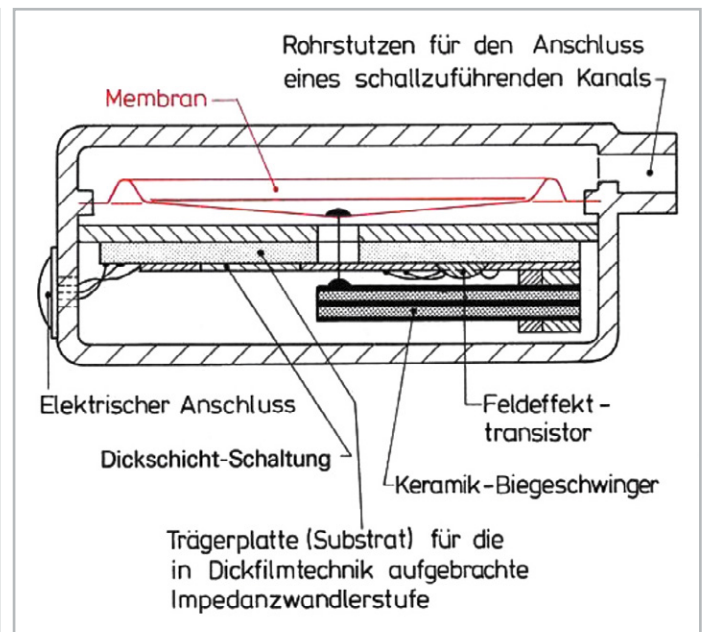 Rohrstutzen für den Anschluss
eines schallzuführenden Kanals
Membran
Elektrischer Anschluss
Feldeffekt-
transistor
Dickschicht-Schaltung
Keramik-Biegeschwinger
Trägerplatte (Substrat) für die
in Dickfilmtechnik aufgebrachte
Impedanzwandlerstufe